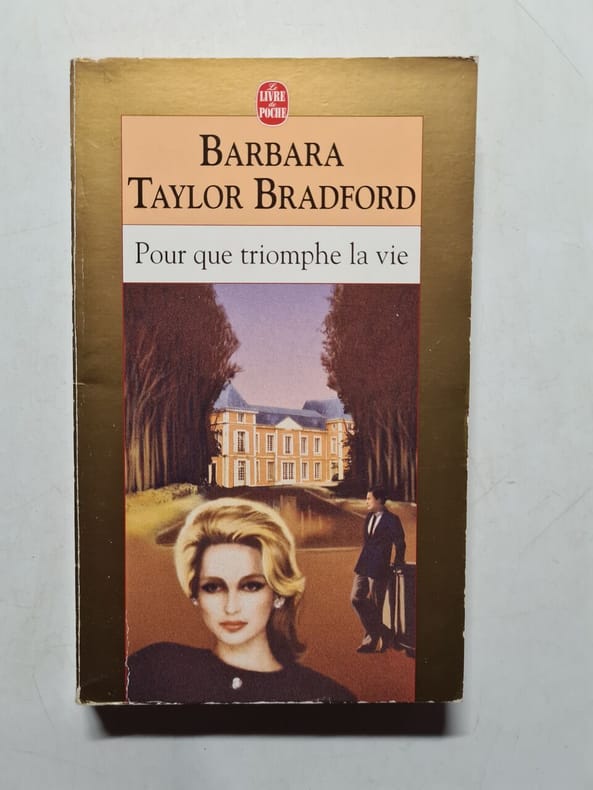 Le
LIVRE
de
POCHE
BARBARA
TAYLOR BRADFORD
Pour que triomphe la vie